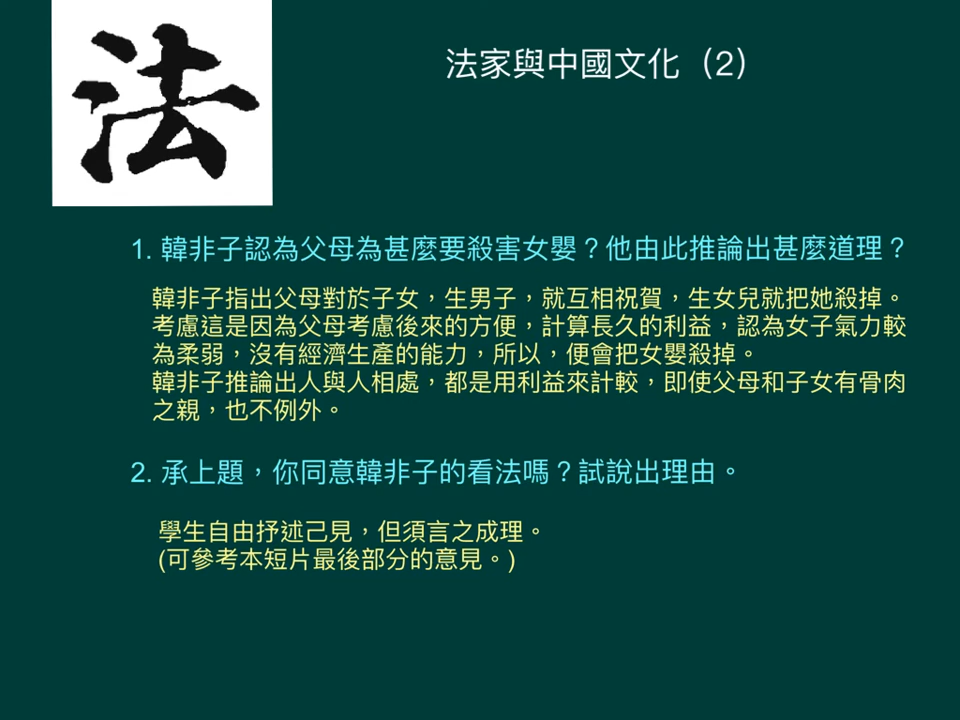 法
法家與中國文化（2）
1. 韓非子認為父母為甚麼要殺害女嬰？他由此推論出甚麼道理？
韓非子指出父母對於子女，生男子，就互相祝賀，生女兒就把她殺掉。
考慮這是因為父母考慮後來的方便，計算長久的利益，認為女子氣力較
為柔弱，沒有經濟生產的能力，所以，便會把女嬰殺掉。
韓非子推論出人與人相處，都是用利益來計較，即使父母和子女有骨肉
之親，也不例外。
2. 承上題，你同意韓非子的看法嗎？試說出理由。
學生自由抒述己見，但須言之成理。
(可參考本短片最後部分的意見。)